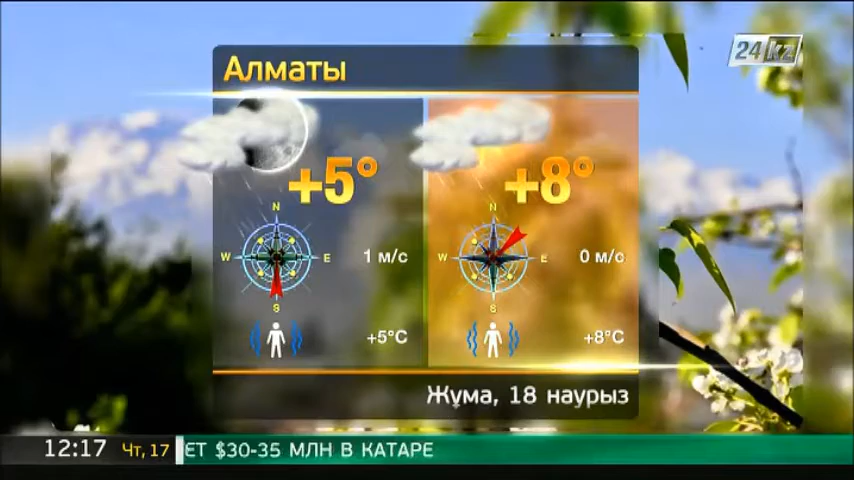 24kz
Алматы
+5° +8°
N N
W E W E
1 м/с 0 м/с
S S
+5°C +8°C
Жұма, 18 наурыз
12:17 Чт, 17 ЕТ $30-35 МЛН В КАТАРЕ